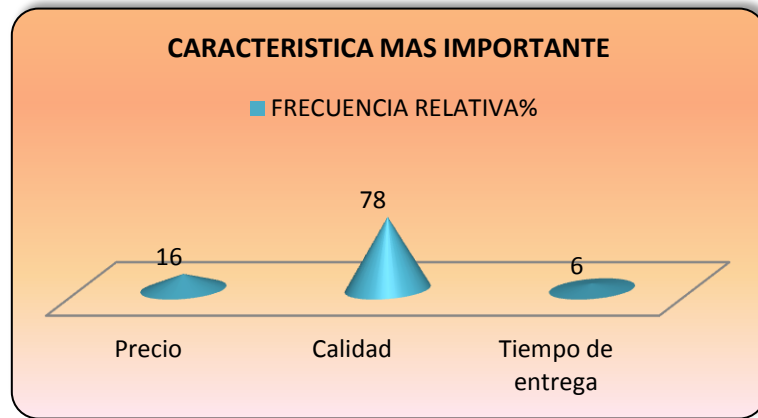 CARACTERISTICA MAS IMPORTANTE
FRECUENCIA RELATIVA%
78
16
6
Precio
Calidad
Tiempo de
entrega